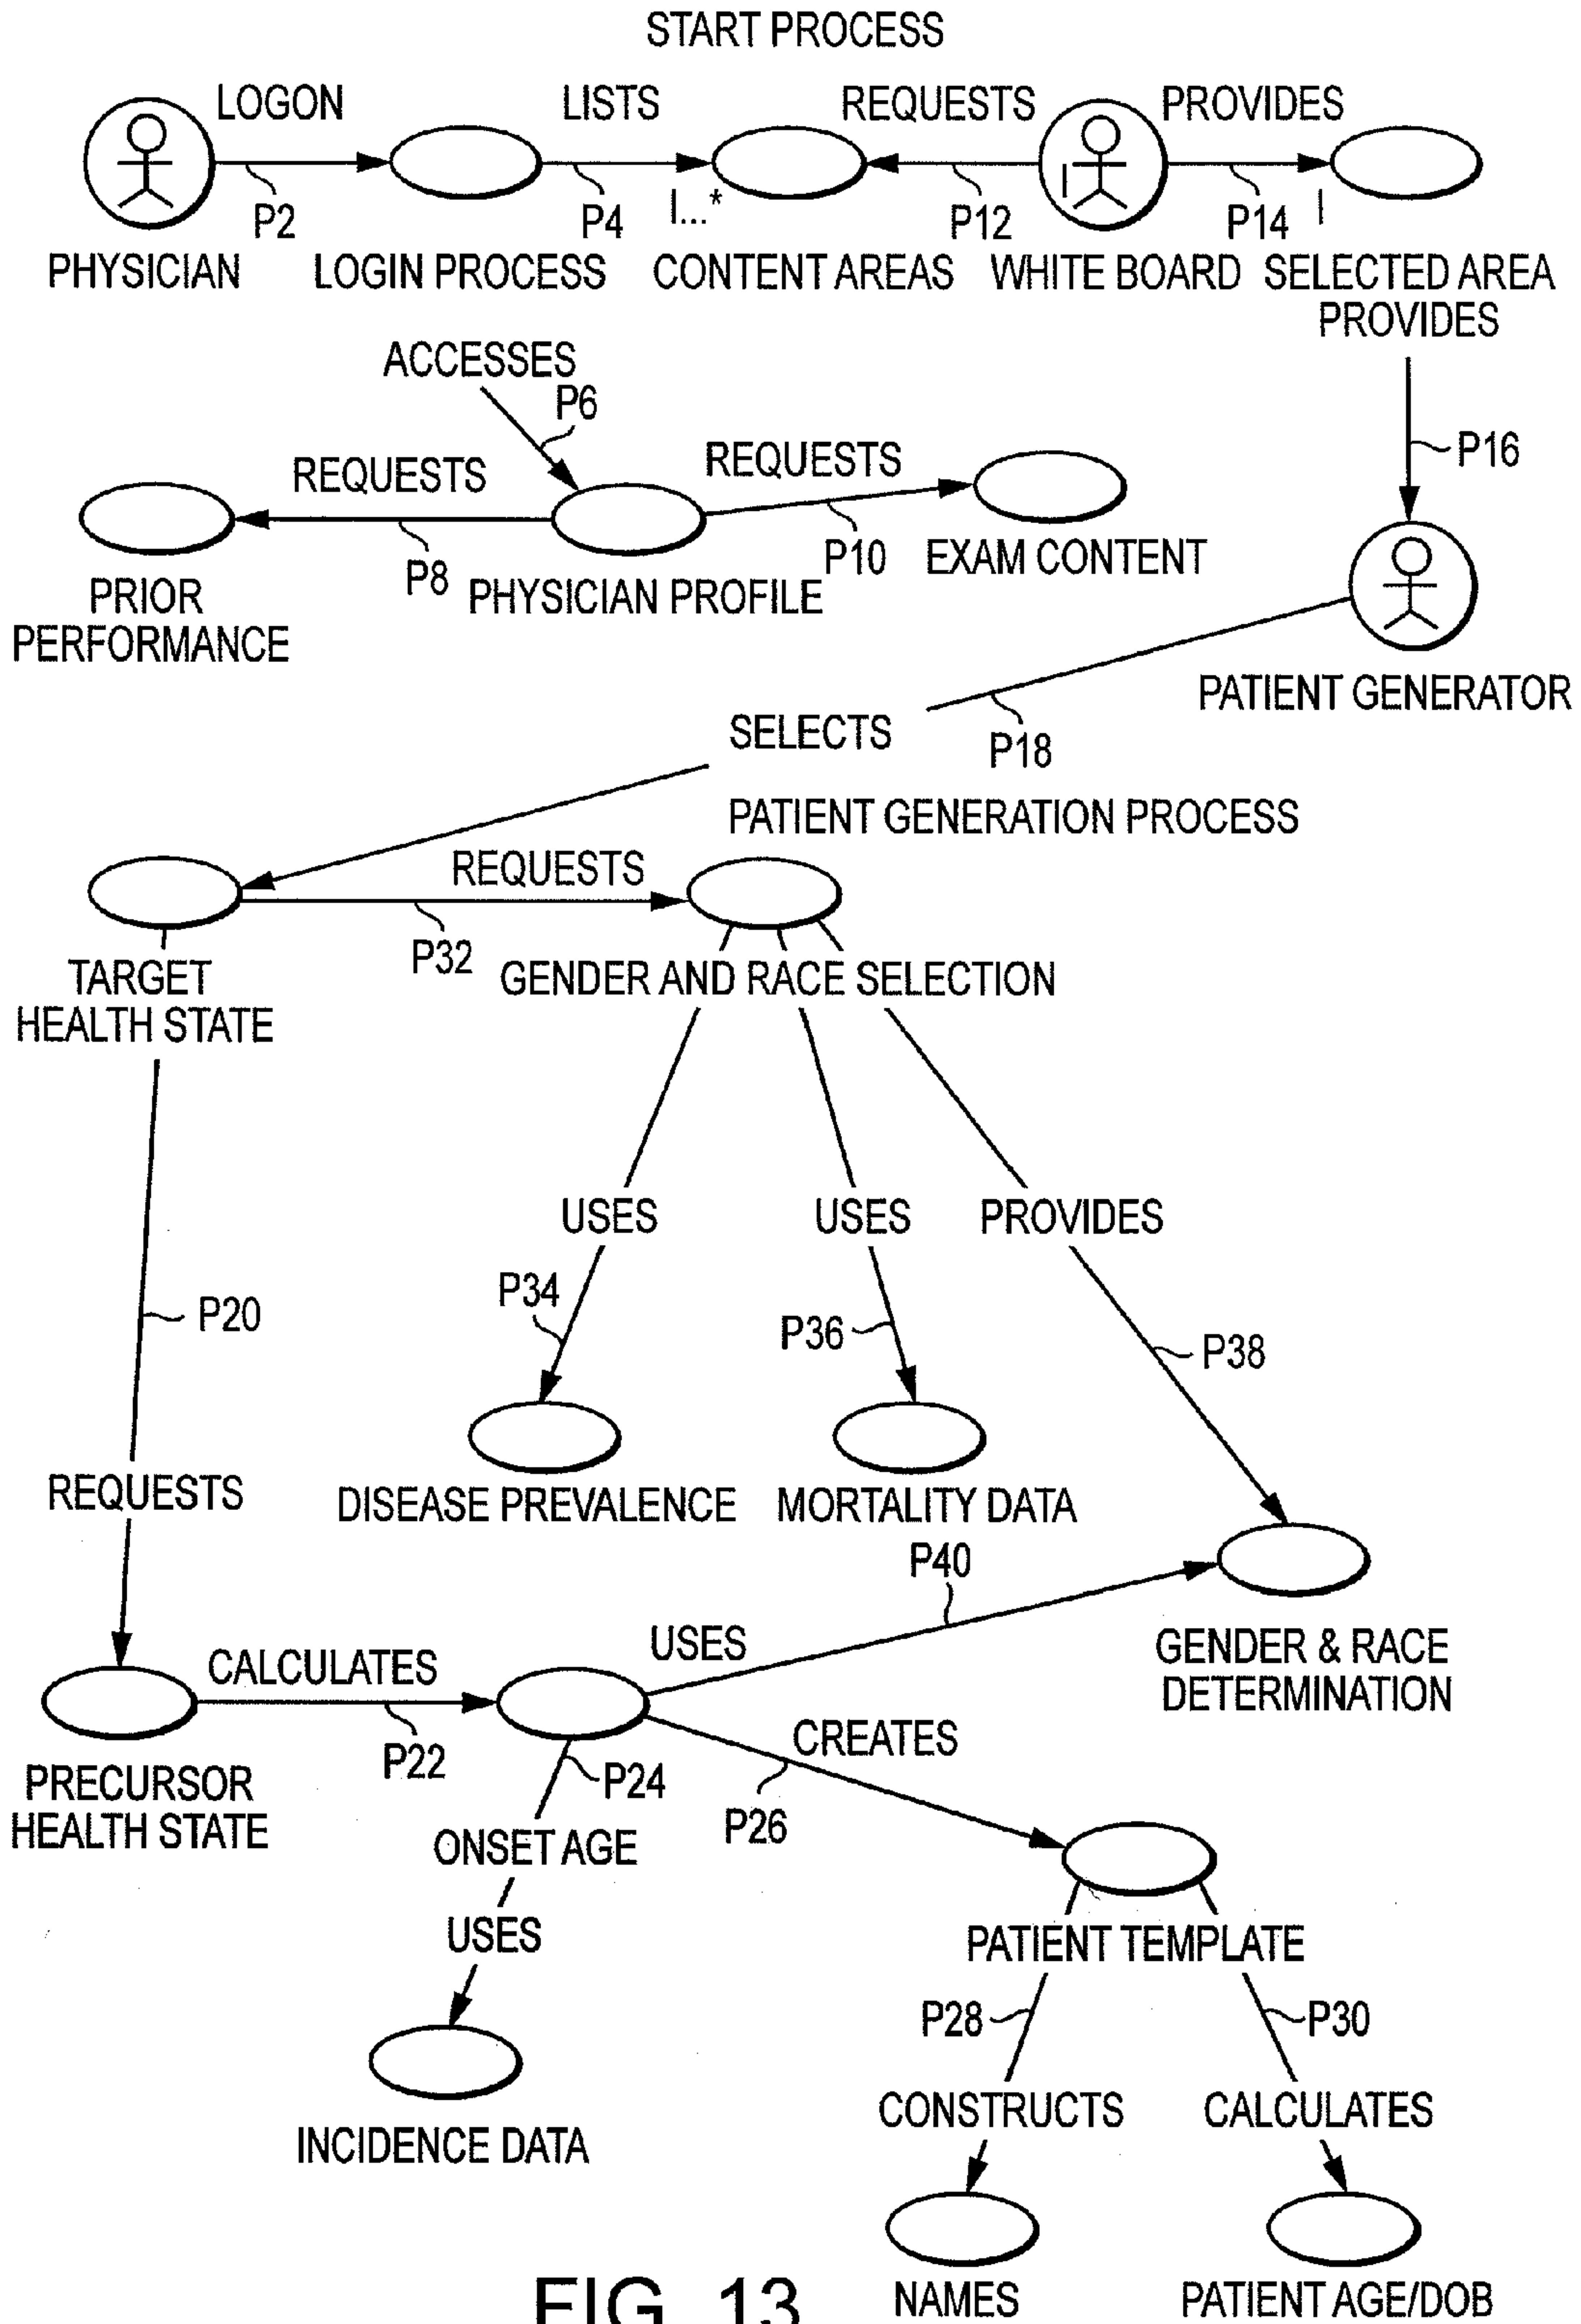 START PROCESS
LOGON LISTS REQUESTS PROVIDES
P2 P4 1...* P12 1 P14 1
PHYSICIAN LOGIN PROCESS CONTENT AREAS WHITE BOARD SELECTED AREA
PROVIDES
ACCESSES
P6
P16
REQUESTS REQUESTS
P8 P10
PRIOR
PERFORMANCE
PHYSICIAN PROFILE
EXAM CONTENT
PATIENT GENERATOR
SELECTS
P18
PATIENT GENERATION PROCESS
REQUESTS
P32
TARGET
HEALTH STATE
GENDER AND RACE SELECTION
USES USES PROVIDES
P20
P34 P36 P38
REQUESTS
DISEASE PREVALENCE MORTALITY DATA
P40
USES
GENDER & RACE
DETERMINATION
CALCULATES
P22
PRECURSOR
HEALTH STATE
CREATES
P24
P26
ONSET AGE
USES
PATIENT TEMPLATE
P28 P30
INCIDENCE DATA
CONSTRUCTS CALCULATES
NAMES PATIENT AGE/DOB
FIG. 13